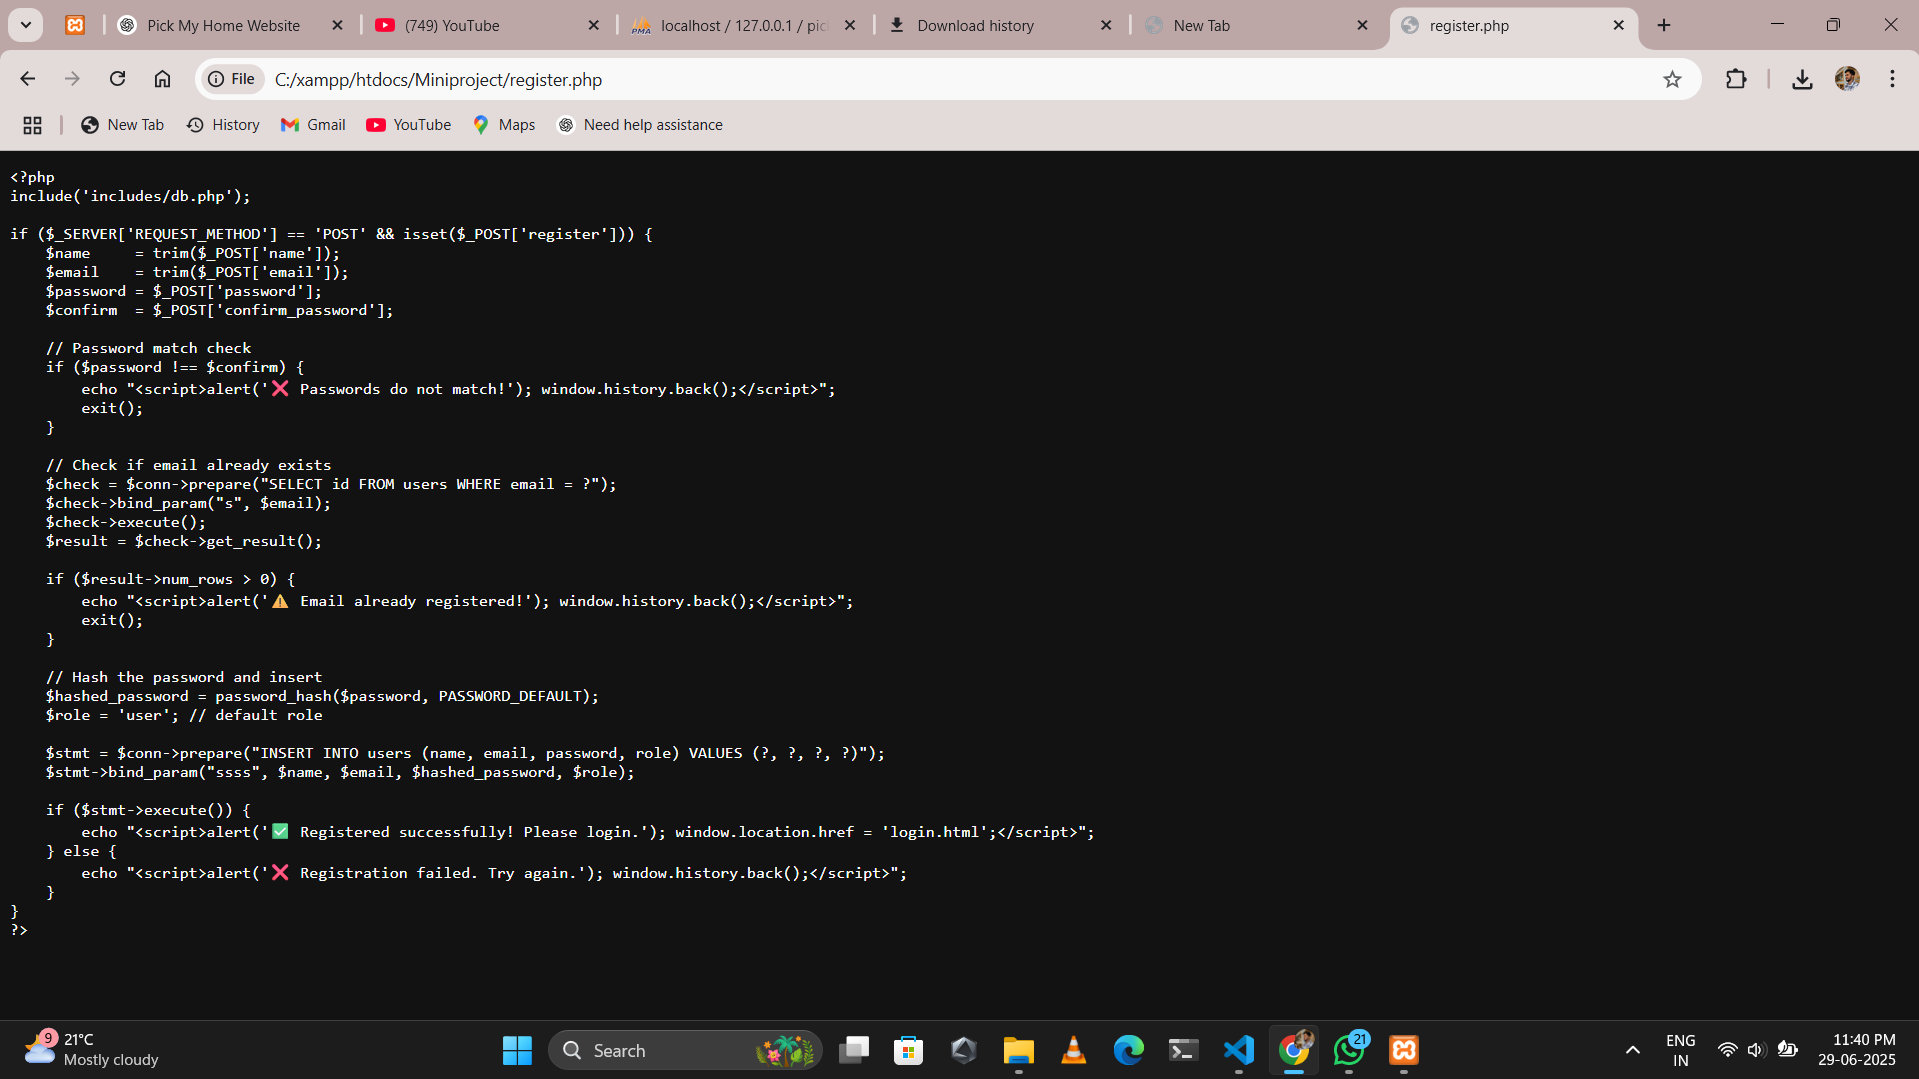 Pick My Home Website
(749) YouTube
localhost / 127.0.0.1 / pic
Download history
New Tab
register.php
File
C:/xampp/htdocs/Miniproject/register.php
New Tab
History
Gmail
YouTube
Maps
Need help assistance
<?php
include('includes/db.php');
if ($_SERVER['REQUEST_METHOD'] == 'POST' && isset($_POST['register'])) {
    $name     = trim($_POST['name']);
    $email    = trim($_POST['email']);
    $password = $_POST['password'];
    $confirm  = $_POST['confirm_password'];
    // Password match check
    if ($password !== $confirm) {
        echo "<script>alert('❌ Passwords do not match!'); window.history.back();</script>";
        exit();
    }
    // Check if email already exists
    $check = $conn->prepare("SELECT id FROM users WHERE email = ?");
    $check->bind_param("s", $email);
    $check->execute();
    $result = $check->get_result();
    if ($result->num_rows > 0) {
        echo "<script>alert('⚠️ Email already registered!'); window.history.back();</script>";
        exit();
    }
    // Hash the password and insert
    $hashed_password = password_hash($password, PASSWORD_DEFAULT);
    $role = 'user'; // default role
    $stmt = $conn->prepare("INSERT INTO users (name, email, password, role) VALUES (?, ?, ?, ?)");
    $stmt->bind_param("ssss", $name, $email, $hashed_password, $role);
    if ($stmt->execute()) {
        echo "<script>alert('✅ Registered successfully! Please login.'); window.location.href = 'login.html';</script>";
    } else {
        echo "<script>alert('❌ Registration failed. Try again.'); window.history.back();</script>";
    }
}
?>
9
21°C
Mostly cloudy
Search
21
ENG
IN
11:40 PM
29-06-2025